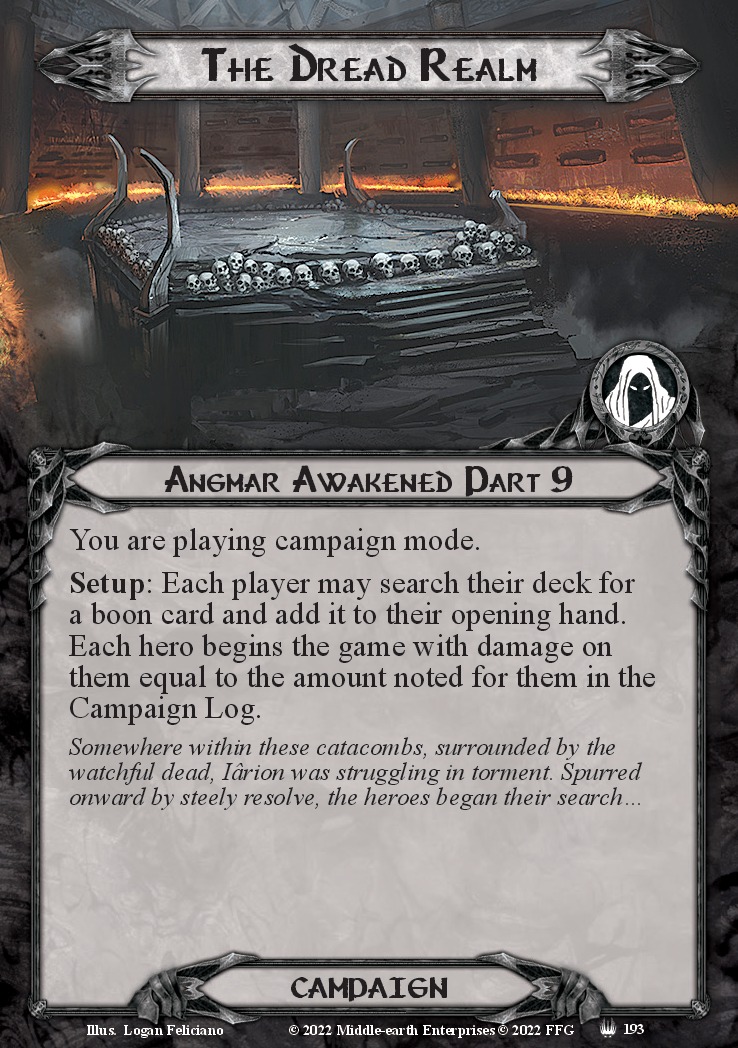 The Dread Realm
Angmar Awakened Part 9
You are playing campaign mode.
Setup: Each player may search their deck for
a boon card and add it to their opening hand.
Each hero begins the game with damage on
them equal to the amount noted for them in the
Campaign Log.
Somewhere within these catacombs, surrounded by the
watchful dead, Iârion was struggling in torment. Spurred
onward by steely resolve, the heroes began their search...
CAMPAIGN
Illus. Logan Feliciano © 2022 Middle-earth Enterprises © 2022 FFG 193